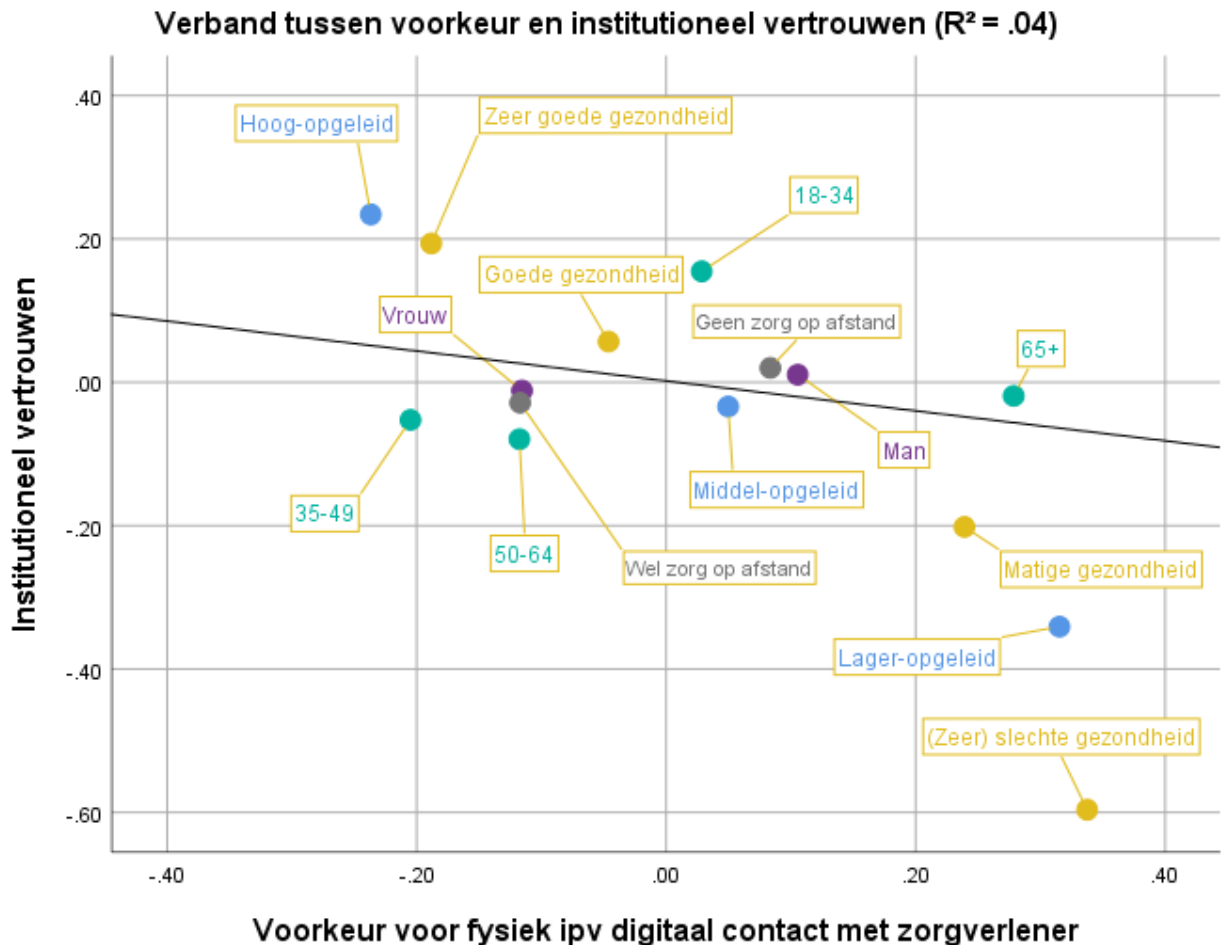 Verband tussen voorkeur en institutioneel vertrouwen (R² = .04)
.40
Zeer goede gezondheid
Hoog-opgeleid
18-34
.20
Goede gezondheid
Vrouw
Geen zorg op afstand
65+
.00
Man
Middel-opgeleid
35-49
-.20
50-64
Wel zorg op afstand
Matige gezondheid
Lager-opgeleid
-.40
(Zeer) slechte gezondheid
-.60
Institutioneel vertrouwen
-.40 -.20 .00 .20 .40
Voorkeur voor fysiek ipv digitaal contact met zorgverlener